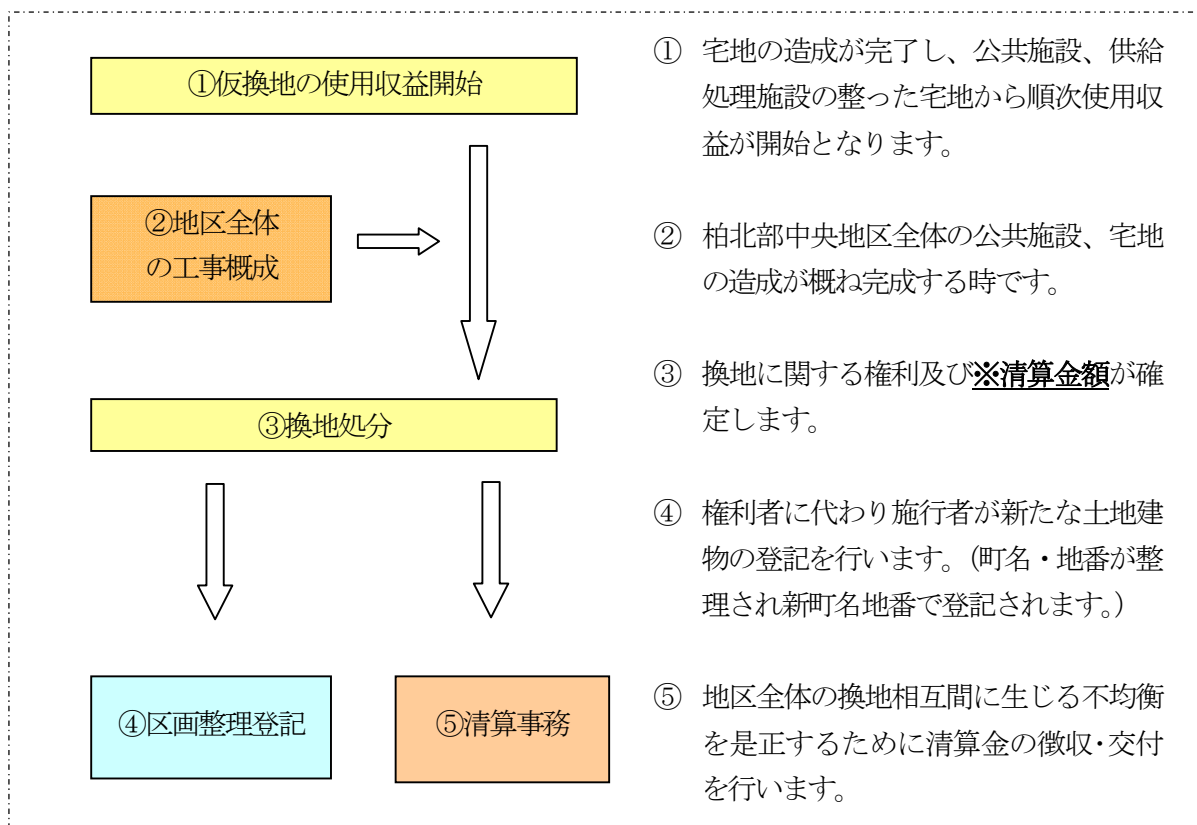 ①仮換地の使用収益開始
②地区全体
の工事概成
③換地処分
④区画整理登記
⑤清算事務
① 宅地の造成が完了し、公共施設、供給
処理施設の整った宅地から順次使用収
益が開始となります。
② 柏北部中央地区全体の公共施設、宅地
の造成が概ね完成する時です。
③ 換地に関する権利及び※清算金額が確
定します。
④ 権利者に代わり施行者が新たな土地建
物の登記を行います。(町名・地番が整
理され新町名地番で登記されます。)
⑤ 地区全体の換地相互間に生じる不均衡
を是正するために清算金の徴収・交付
を行います。